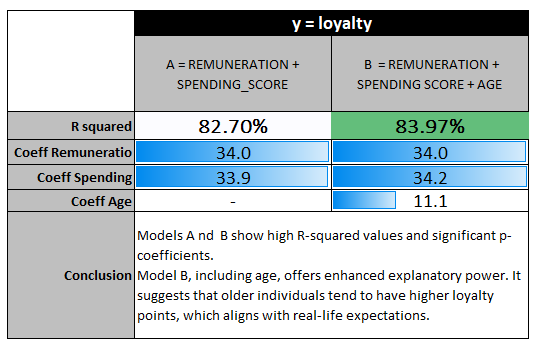 y = loyalty
A = REMUNERATION +
SPENDING_SCORE
B = REMUNERATION +
SPENDING SCORE + AGE
R squared 82.70% 83.97%
Coeff Remuneratio 34.0 34.0
Coeff Spending 33.9 34.2
Coeff Age - 11.1
Conclusion
Models A nd B show high R-squared values and significant p-
coefficients.
Model B, including age, offers enhanced explanatory power. It
suggests that older individuals tend to have higher loyalty
points, which aligns with real-life expectations.